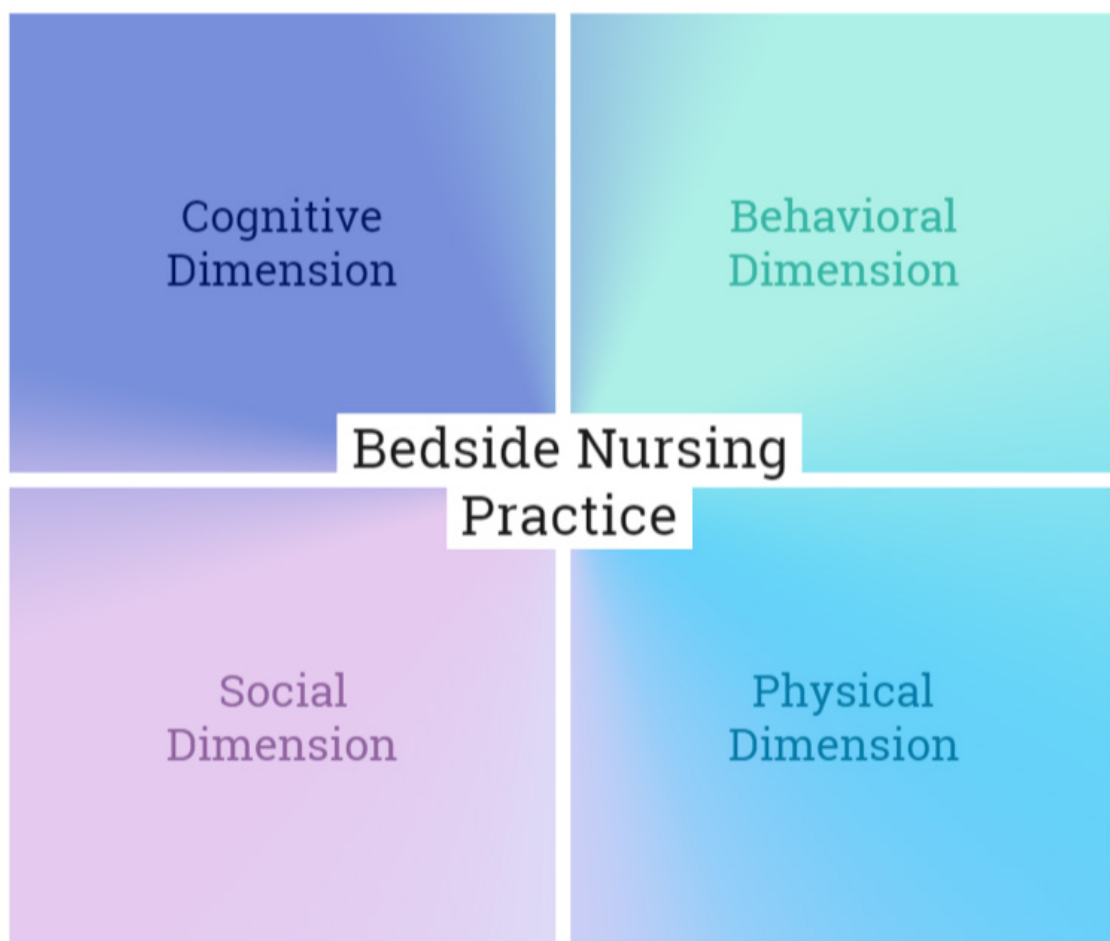 Cognitive
Dimension
Behavioral
Dimension
Bedside Nursing
Practice
Social
Dimension
Physical
Dimension